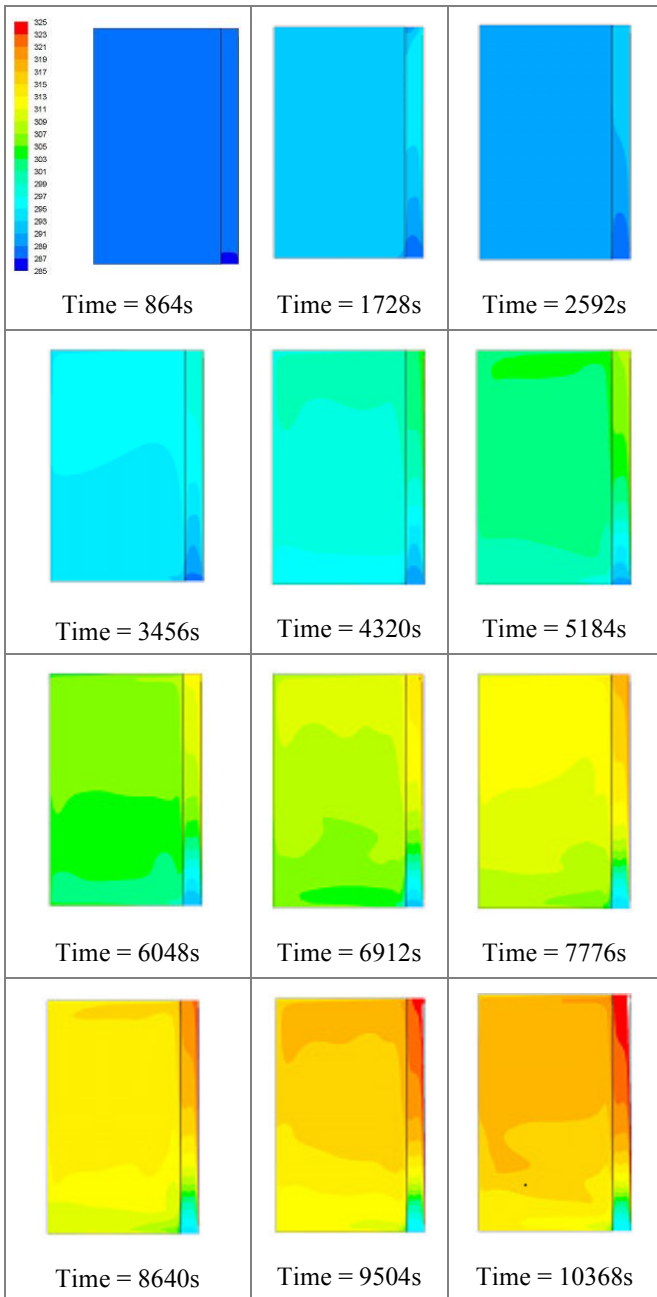 325
323
321
319
317
315
313
311
309
307
305
303
301
299
297
295
293
291
289
287
285
Time = 864s
Time = 1728s
Time = 2592s
Time = 3456s
Time = 4320s
Time = 5184s
Time = 6048s
Time = 6912s
Time = 7776s
Time = 8640s
Time = 9504s
Time = 10368s